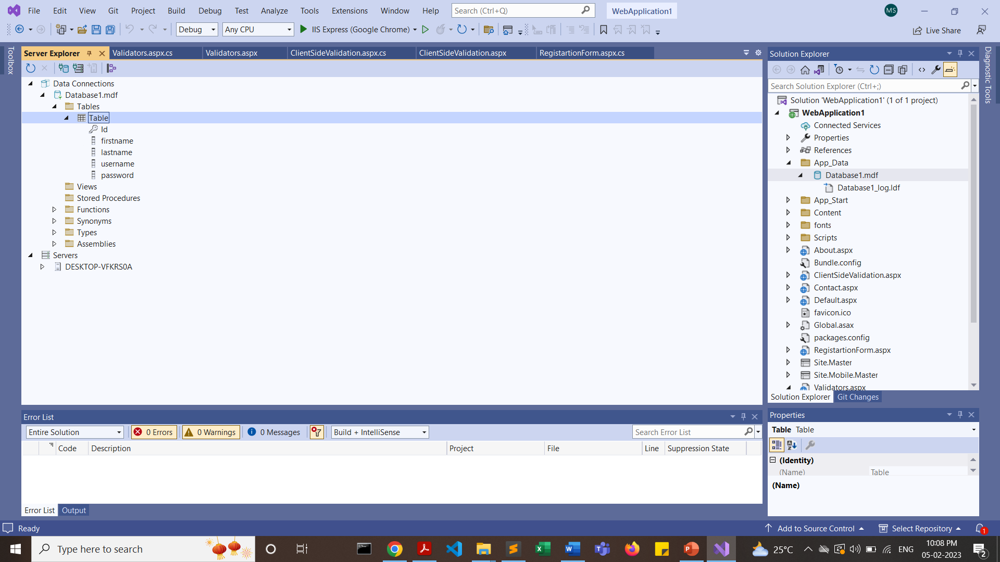 File Edit View Git Project Build Debug Test Analyze Tools Extensions Window Help Search (Ctrl+Q) WebApplication1 MS
Debug Any CPU IIS Express (Google Chrome) Live Share
Toolbox
Server Explorer Validators.aspx.cs Validators.aspx ClientSideValidation.aspx.cs ClientSideValidation.aspx RegistartionForm.aspx.cs
Data Connections
Database1.mdf
Tables
Table
Id
firstname
lastname
username
password
Views
Stored Procedures
Functions
Synonyms
Types
Assemblies
Servers
DESKTOP-VFKRS0A
Solution Explorer
Search Solution Explorer (Ctrl+;)
Solution 'WebApplication1' (1 of 1 project)
WebApplication1
Connected Services
Properties
References
App_Data
Database1.mdf
Database1_log.ldf
App_Start
Content
fonts
Scripts
About.aspx
Bundle.config
ClientSideValidation.aspx
Contact.aspx
Default.aspx
favicon.ico
Global.asax
packages.config
RegistartionForm.aspx
Site.Master
Site.Mobile.Master
Validators.aspx
Solution Explorer Git Changes
Diagnostic Tools
Error List
Entire Solution 0 Errors 0 Warnings 0 Messages Build + IntelliSense Search Error List
Code Description Project File Line Suppression State
Error List Output
Properties
Table Table
(Identity)
(Name) Table
(Name)
Ready Add to Source Control Select Repository 1
Type here to search 25°C ENG 10:08 PM
05-02-2023 2